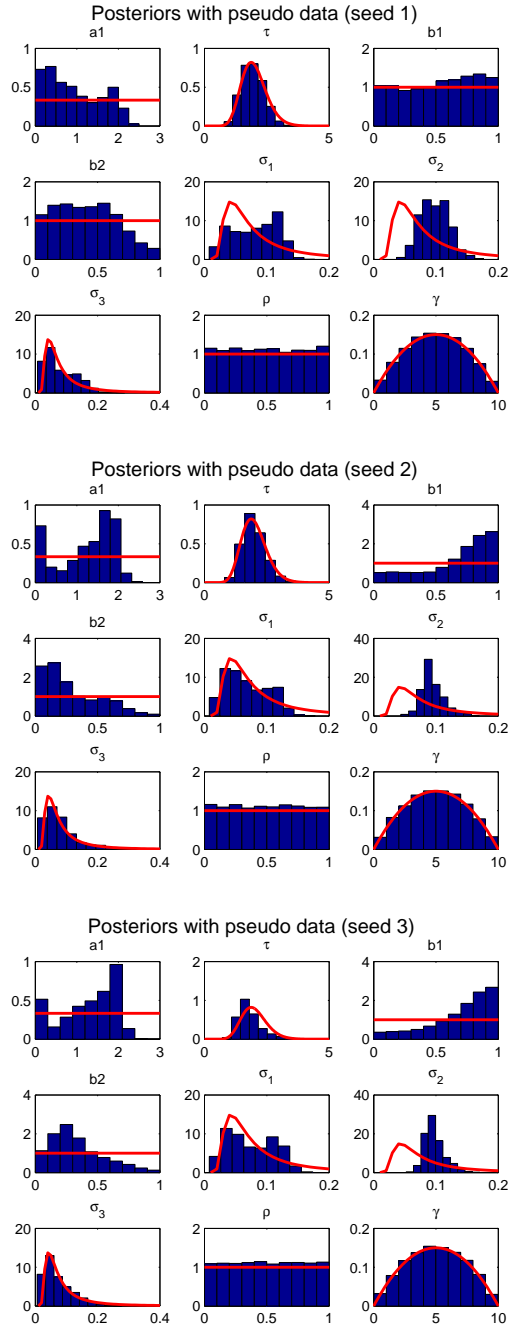 Posteriors with pseudo data (seed 1)
a1 τ b1
1 1 2
0.5 0.5 1
0 0 0
0 1 2 3 0 5 0 0.5 1
b2 σ1 σ2
2 20 20
1 10 10
0 0 0
0 0.5 1 0 0.1 0.2 0 0.1 0.2
σ3 ρ γ
20 2 0.2
10 1 0.1
0 0 0
0 0.2 0.4 0 0.5 1 0 5 10
Posteriors with pseudo data (seed 2)
a1 τ b1
1 1 4
0.5 0.5 2
0 0 0
0 1 2 3 0 5 0 0.5 1
b2 σ1 σ2
4 20 40
2 10 20
0 0 0
0 0.5 1 0 0.1 0.2 0 0.1 0.2
σ3 ρ γ
20 2 0.2
10 1 0.1
0 0 0
0 0.2 0.4 0 0.5 1 0 5 10
Posteriors with pseudo data (seed 3)
a1 τ b1
1 2 4
0.5 1 2
0 0 0
0 1 2 3 0 5 0 0.5 1
b2 σ1 σ2
4 20 40
2 10 20
0 0 0
0 0.5 1 0 0.1 0.2 0 0.1 0.2
σ3 ρ γ
20 2 0.2
10 1 0.1
0 0 0
0 0.2 0.4 0 0.5 1 0 5 10